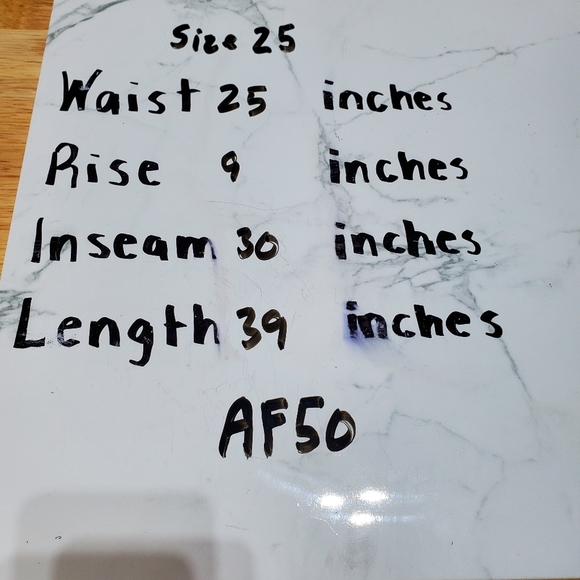 Size 25
Waist 25 inches
Rise 9 inches
Inseam 30 inches
Length 39 inches
AF50